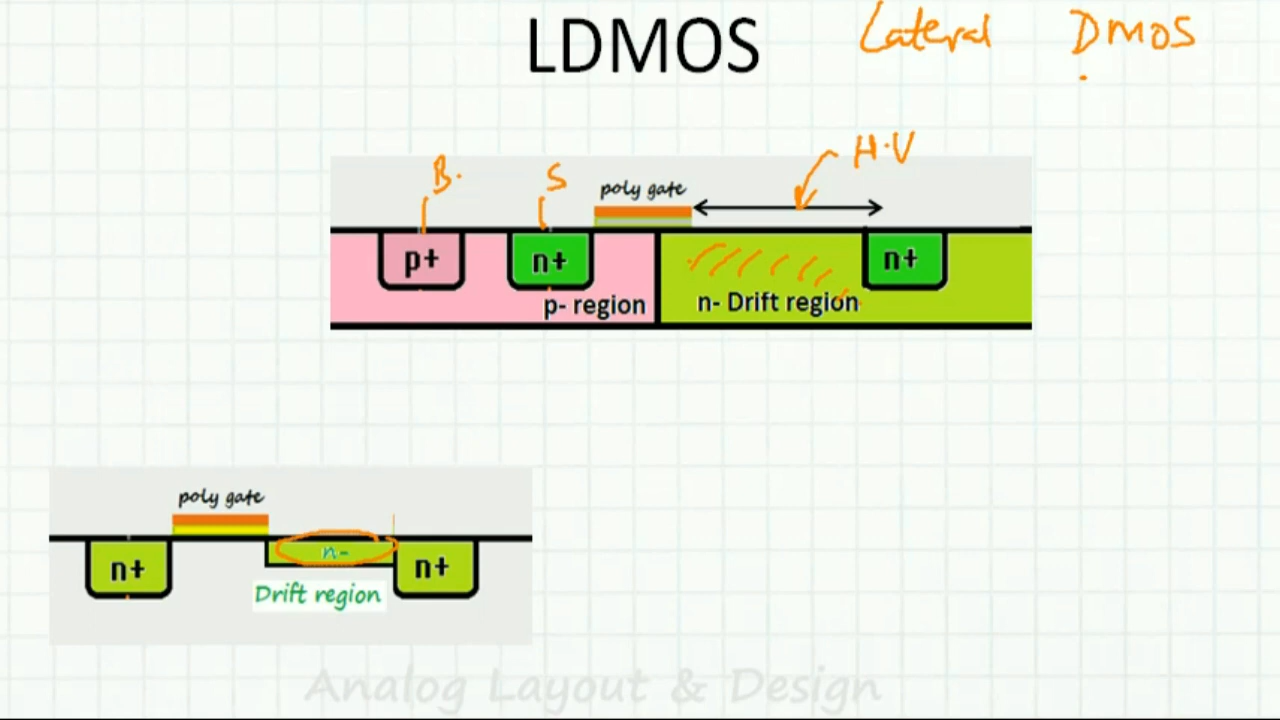 LDMOS
Lateral DMOS
H.V
B.
S
poly gate
p+
n+
n+
p- region
n- Drift region
poly gate
n+
n-
n+
Drift region
Analog Layout & Design